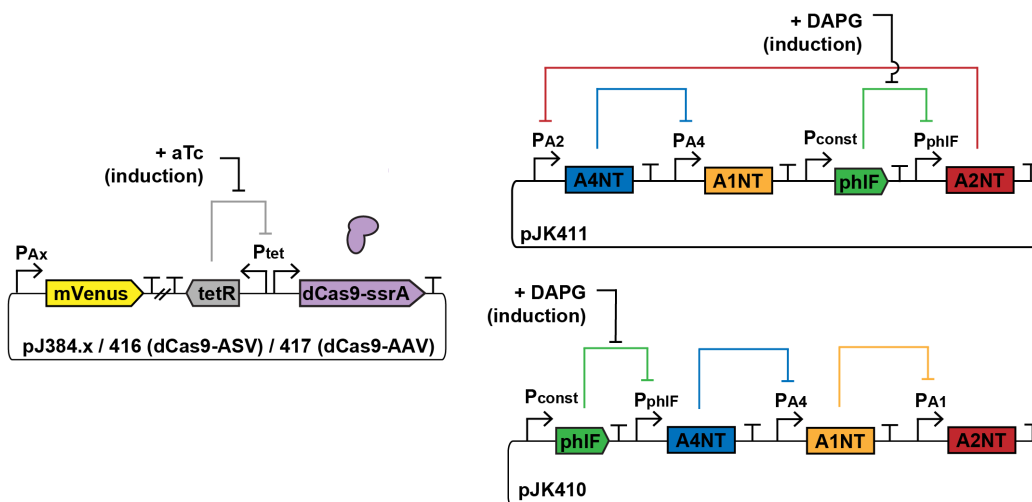 + aTc
(induction)
PAx
Ptet
mVenus
tetR
dCas9-ssrA
pJ384.x / 416 (dCas9-ASV) / 417 (dCas9-AAV)
+ DAPG
(induction)
PA2
PA4
Pconst
PphlF
A4NT
A1NT
phlF
A2NT
pJK411
+ DAPG
(induction)
Pconst
PphlF
PA4
PA1
phlF
A4NT
A1NT
A2NT
pJK410